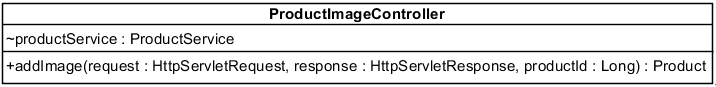 ProductImageController
~productService : ProductService
+addImage(request : HttpServletRequest, response : HttpServletResponse, productId : Long) : Product